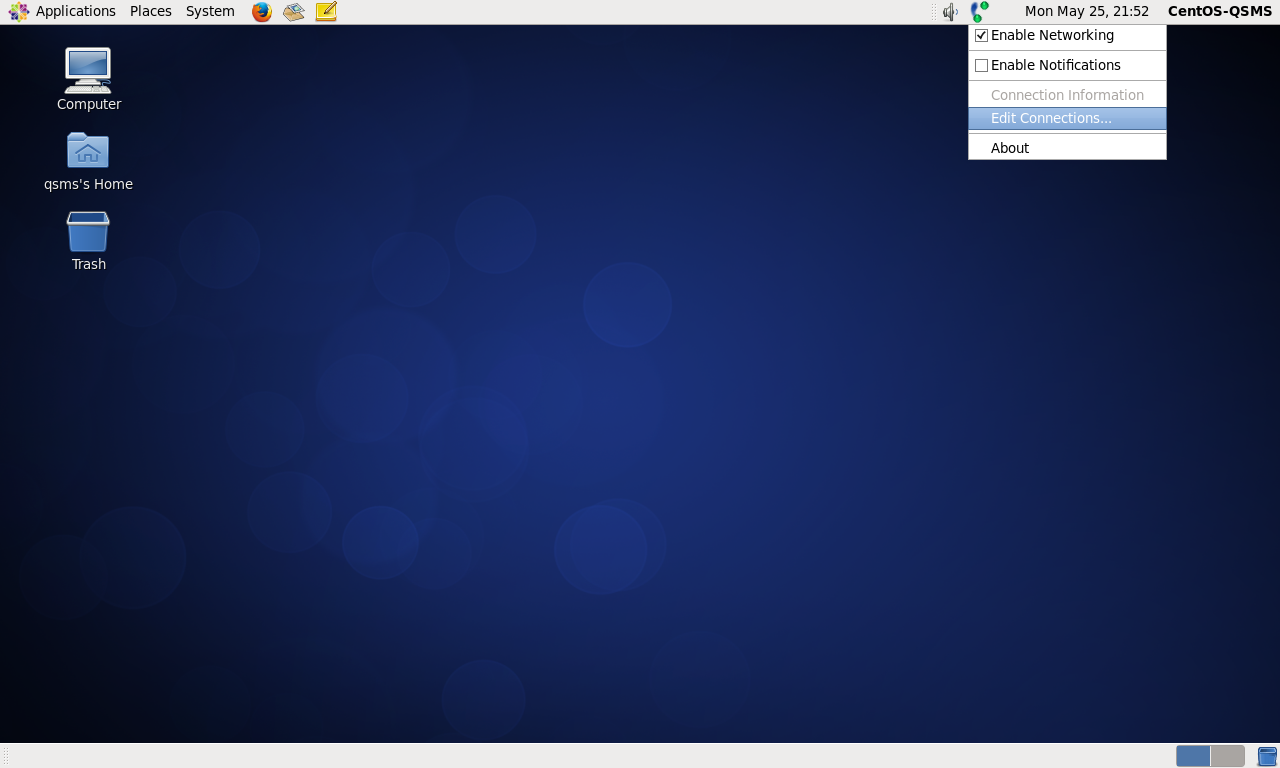 Applications Places System Mon May 25, 21:52 CentOS-QSMS
Enable Networking
Enable Notifications
Connection Information
Edit Connections...
About
Computer
qsms's Home
Trash